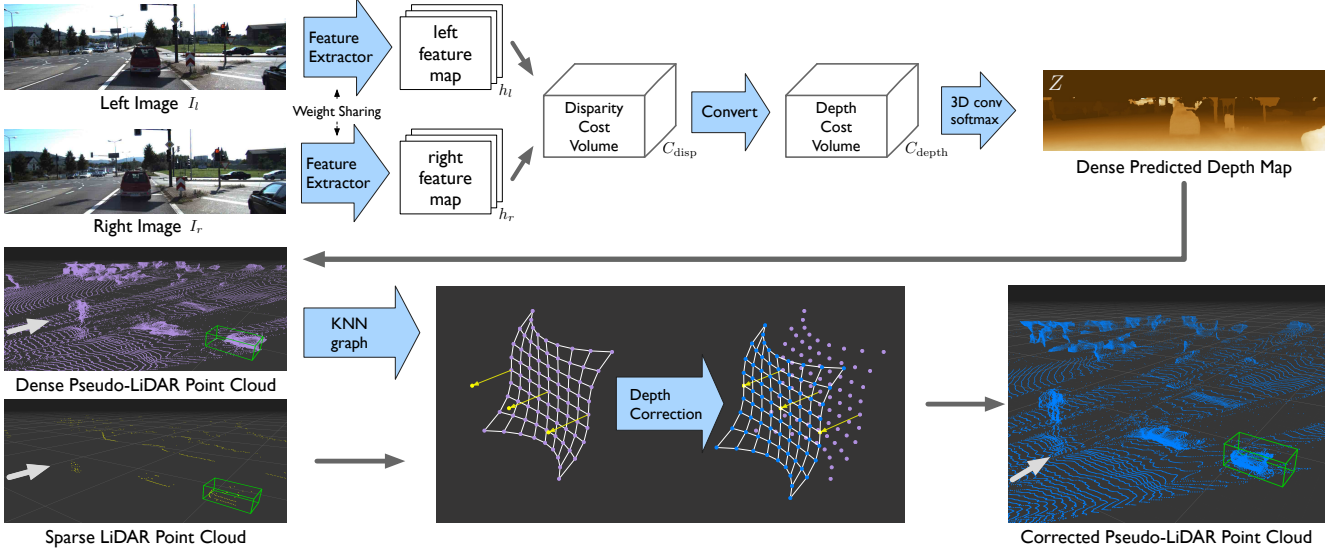 Feature
Extractor
left
feature
map
h_l
Left Image I_l
Weight Sharing
Feature
Extractor
right
feature
map
h_r
Right Image I_r
Disparity
Cost
Volume
C_disp
Convert
Depth
Cost
Volume
C_depth
3D conv
softmax
Z
Dense Predicted Depth Map
Dense Pseudo-LiDAR Point Cloud
KNN
graph
Depth
Correction
Sparse LiDAR Point Cloud
Corrected Pseudo-LiDAR Point Cloud